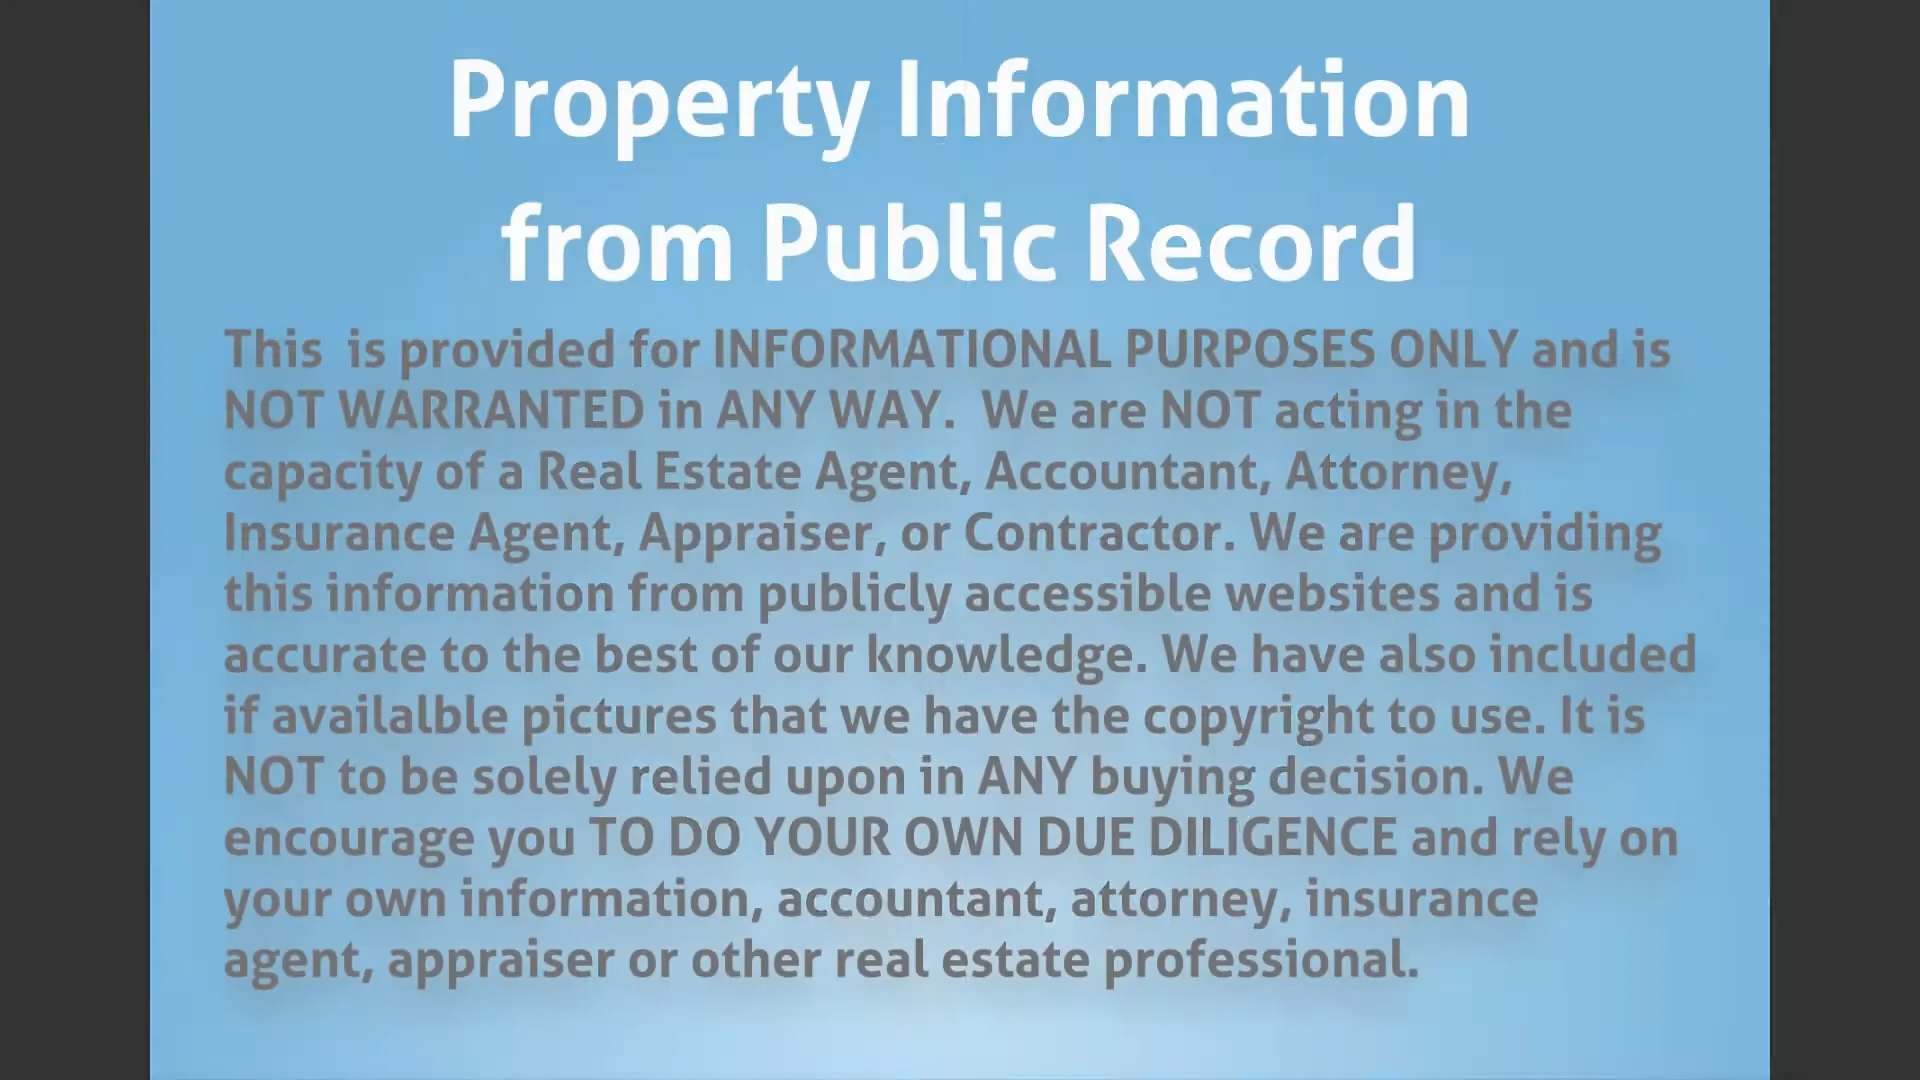 Property Information
from Public Record
This  is provided for INFORMATIONAL PURPOSES ONLY and is
NOT WARRANTED in ANY WAY.  We are NOT acting in the
capacity of a Real Estate Agent, Accountant, Attorney,
Insurance Agent, Appraiser, or Contractor. We are providing
this information from publicly accessible websites and is
accurate to the best of our knowledge. We have also included
if availalble pictures that we have the copyright to use. It is
NOT to be solely relied upon in ANY buying decision. We
encourage you TO DO YOUR OWN DUE DILIGENCE and rely on
your own information, accountant, attorney, insurance
agent, appraiser or other real estate professional.